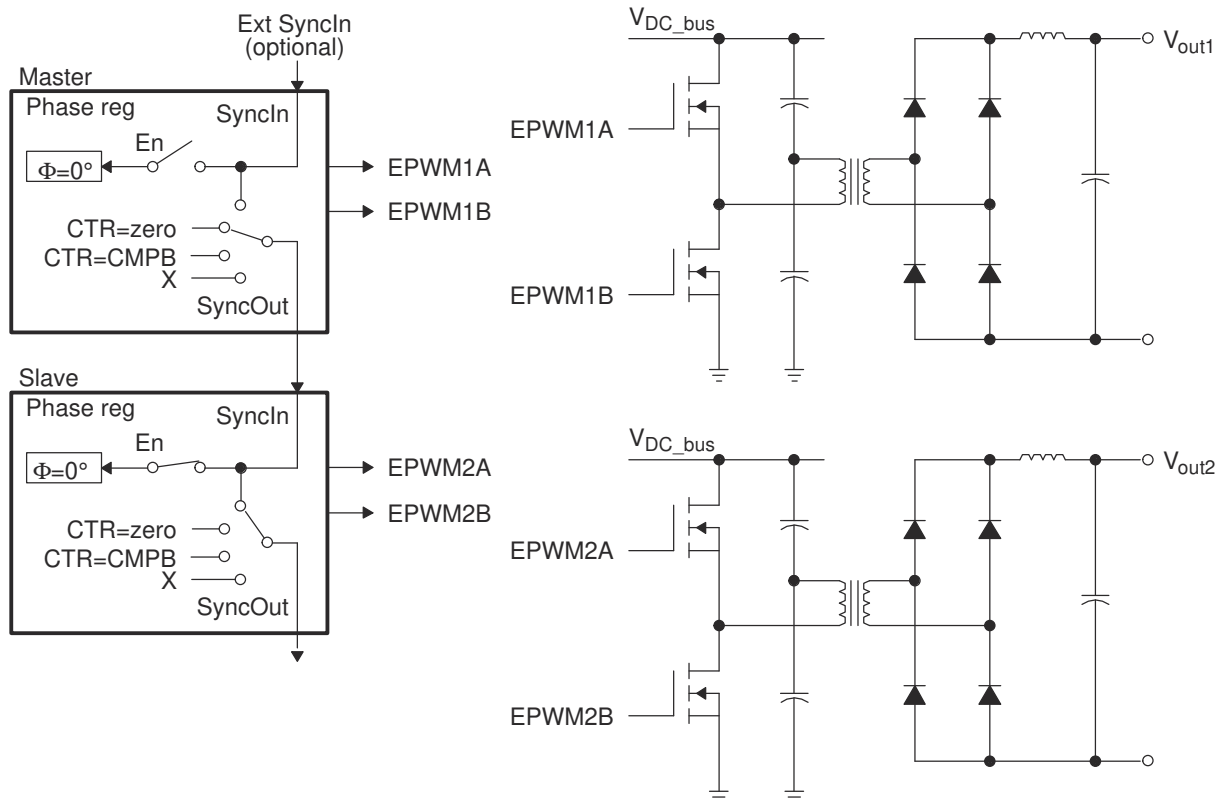 Ext SyncIn
(optional)
Master
Phase reg
SyncIn
En
Φ=0°
EPWM1A
EPWM1B
CTR=zero
CTR=CMPB
X
SyncOut
Slave
Phase reg
SyncIn
En
Φ=0°
EPWM2A
EPWM2B
CTR=zero
CTR=CMPB
X
SyncOut
VDC_bus
Vout1
EPWM1A
EPWM1B
VDC_bus
Vout2
EPWM2A
EPWM2B